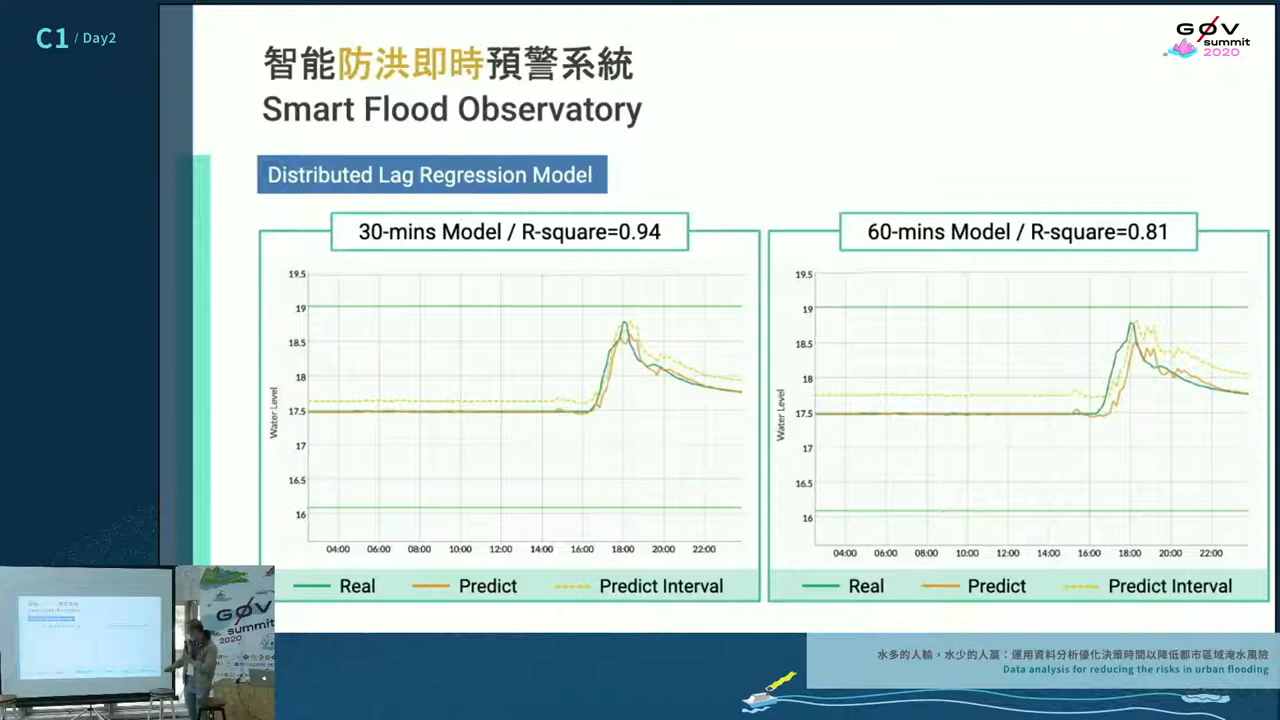 C1 / Day2
GØV
summit
2020
智能防洪即時預警系統
Smart Flood Observatory
Distributed Lag Regression Model
30-mins Model / R-square=0.94
19.5
19
18.5
18
17.5
17
16.5
16
Water Level
04:00 06:00 08:00 10:00 12:00 14:00 16:00 18:00 20:00 22:00
Real Predict Predict Interval
60-mins Model / R-square=0.81
19.5
19
18.5
18
17.5
17
16.5
16
Water Level
04:00 06:00 08:00 10:00 12:00 14:00 16:00 18:00 20:00 22:00
Real Predict Predict Interval
GØV
summit
2020
水多的人輸，水少的人贏：運用資料分析優化決策時間以降低都市區域淹水風險
Data analysis for reducing the risks in urban flooding